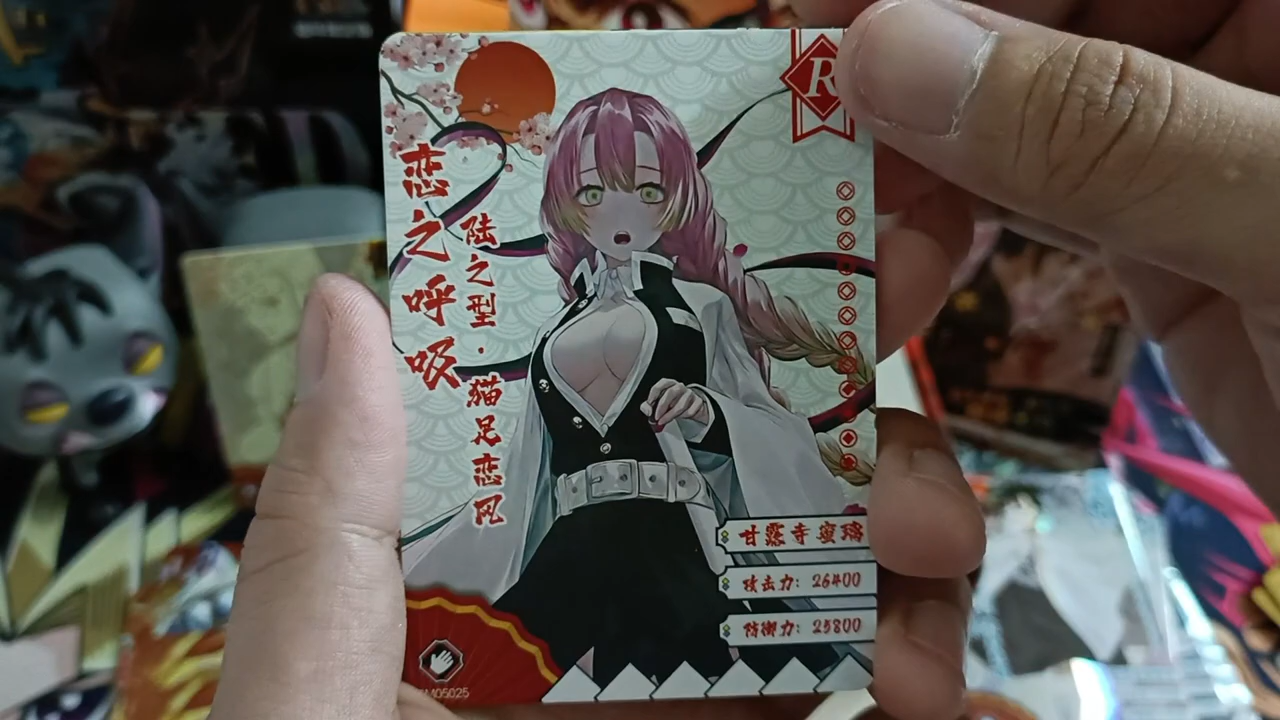 R
恋之呼吸
陆之型·猫足恋风
甘露寺蜜璃
攻击力: 26400
防御力: 25800
M05025